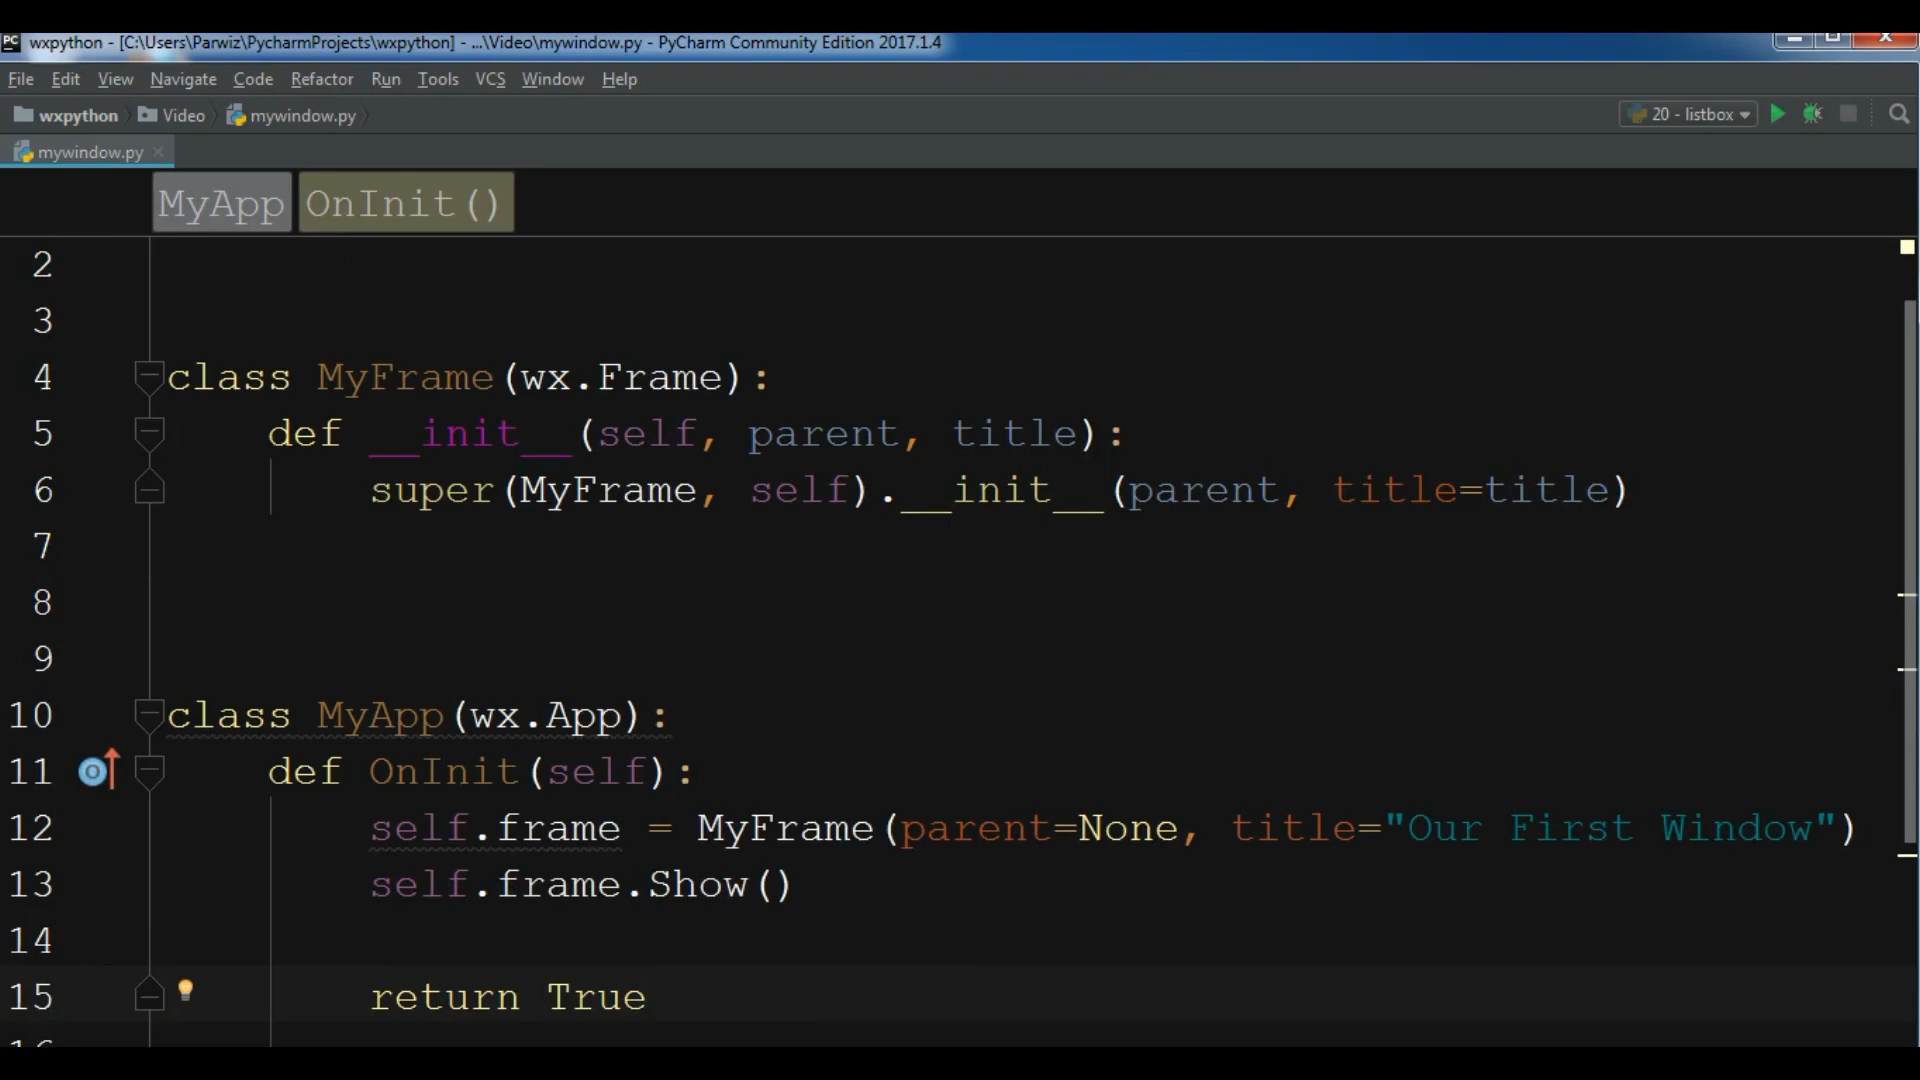 PC wxpython - [C:\Users\Parwiz\PycharmProjects\wxpython] - ...\Video\mywindow.py - PyCharm Community Edition 2017.1.4
File Edit View Navigate Code Refactor Run Tools VCS Window Help
wxpython Video mywindow.py 20 - listbox
mywindow.py
MyApp OnInit()
2
3
4 class MyFrame(wx.Frame):
5 def __init__(self, parent, title):
6 super(MyFrame, self).__init__(parent, title=title)
7
8
9
10 class MyApp(wx.App):
11 def OnInit(self):
12 self.frame = MyFrame(parent=None, title="Our First Window")
13 self.frame.Show()
14
15 return True